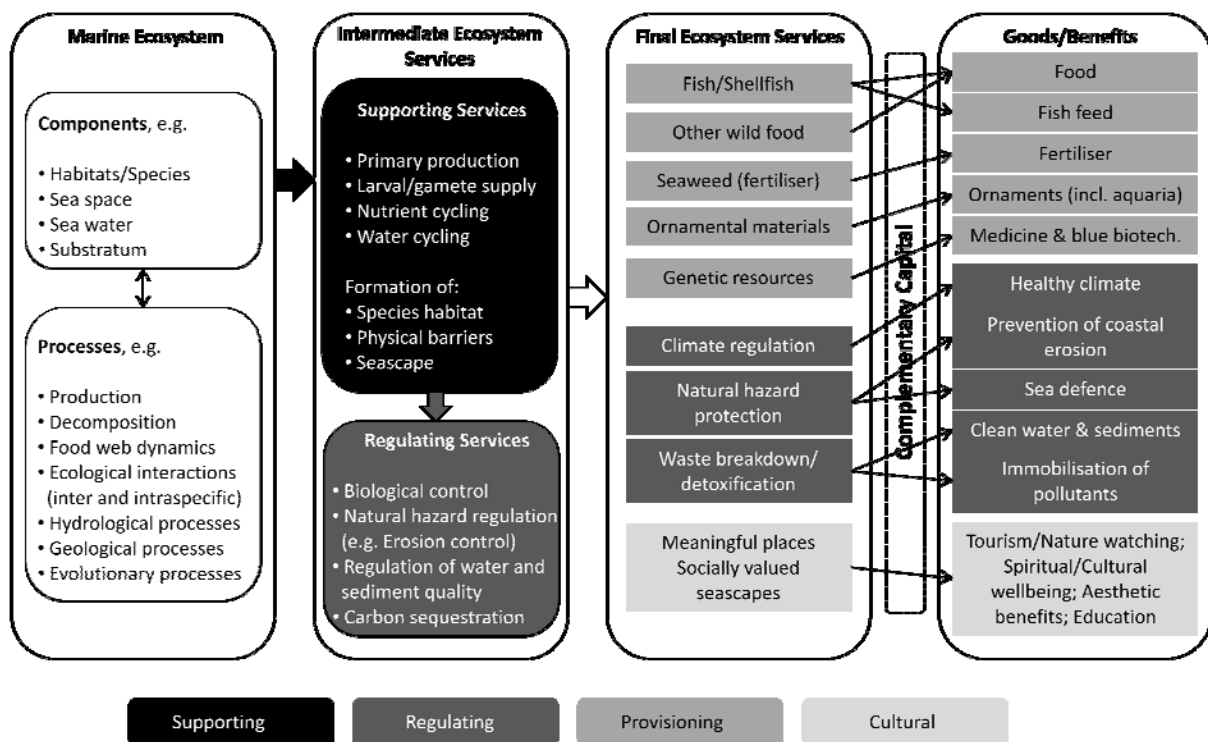 Marine Ecosystem
Components, e.g.
• Habitats/Species
• Sea space
• Sea water
• Substratum
Processes, e.g.
• Production
• Decomposition
• Food web dynamics
• Ecological interactions
(inter and intraspecific)
• Hydrological processes
• Geological processes
• Evolutionary processes
Intermediate Ecosystem
Services
Supporting Services
• Primary production
• Larval/gamete supply
• Nutrient cycling
• Water cycling
Formation of:
• Species habitat
• Physical barriers
• Seascape
Regulating Services
• Biological control
• Natural hazard regulation
(e.g. Erosion control)
• Regulation of water and
sediment quality
• Carbon sequestration
Final Ecosystem Services
Fish/Shellfish
Other wild food
Seaweed (fertiliser)
Ornamental materials
Genetic resources
Climate regulation
Natural hazard
protection
Waste breakdown/
detoxification
Meaningful places
Socially valued
seascapes
Complementary Capital
Goods/Benefits
Food
Fish feed
Fertiliser
Ornaments (incl. aquaria)
Medicine & blue biotech.
Healthy climate
Prevention of coastal
erosion
Sea defence
Clean water & sediments
Immobilisation of
pollutants
Tourism/Nature watching;
Spiritual/Cultural
wellbeing; Aesthetic
benefits; Education
Supporting
Regulating
Provisioning
Cultural